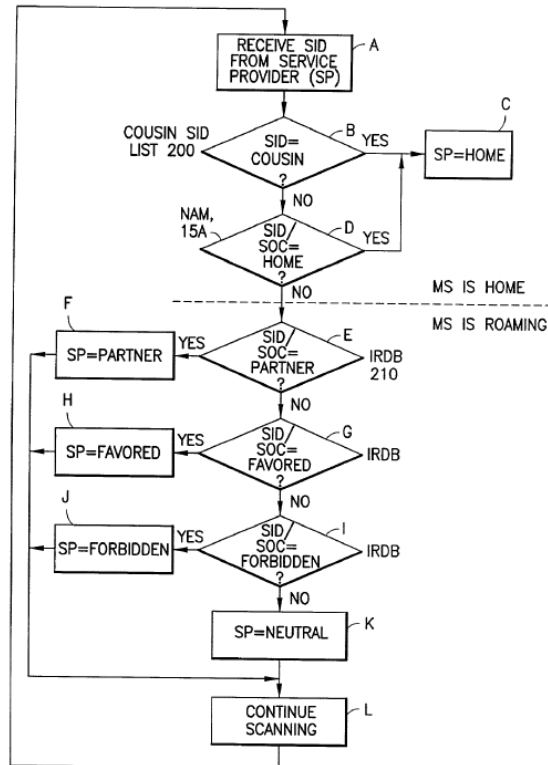 A
RECEIVE SID
FROM SERVICE
PROVIDER (SP)
C
COUSIN SID
LIST 200
B
SID=
COUSIN
?
YES
SP=HOME
NO
NAM,
15A
D
SID/
SOC=
HOME
?
YES
NO
MS IS HOME
MS IS ROAMING
F
SP=PARTNER
YES
E
SID/
SOC=
PARTNER
?
IRDB
210
NO
H
SP=FAVORED
YES
G
SID/
SOC=
FAVORED
?
IRDB
NO
J
SP=FORBIDDEN
YES
I
SID/
SOC=
FORBIDDEN
?
IRDB
NO
SP=NEUTRAL
K
CONTINUE
SCANNING
L